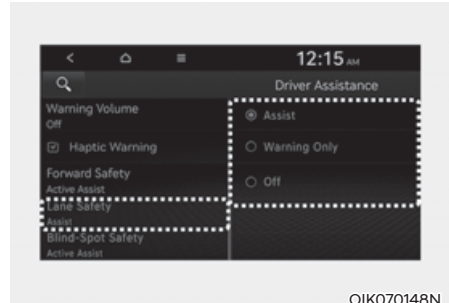 12:15 AM
Driver Assistance
Warning Volume
Off
Haptic Warning
Forward Safety
Active Assist
Lane Safety
Assist
Blind-Spot Safety
Active Assist
Assist
Warning Only
Off
OIK070148N